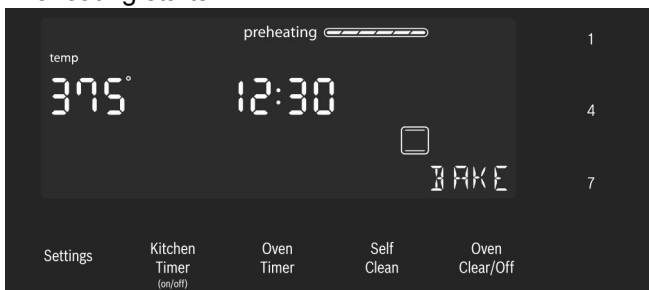 preheating
1
temp
375°
12:30
4
BAKE
7
Settings
Kitchen
Timer
(on/off)
Oven
Timer
Self
Clean
Oven
Clear/Off